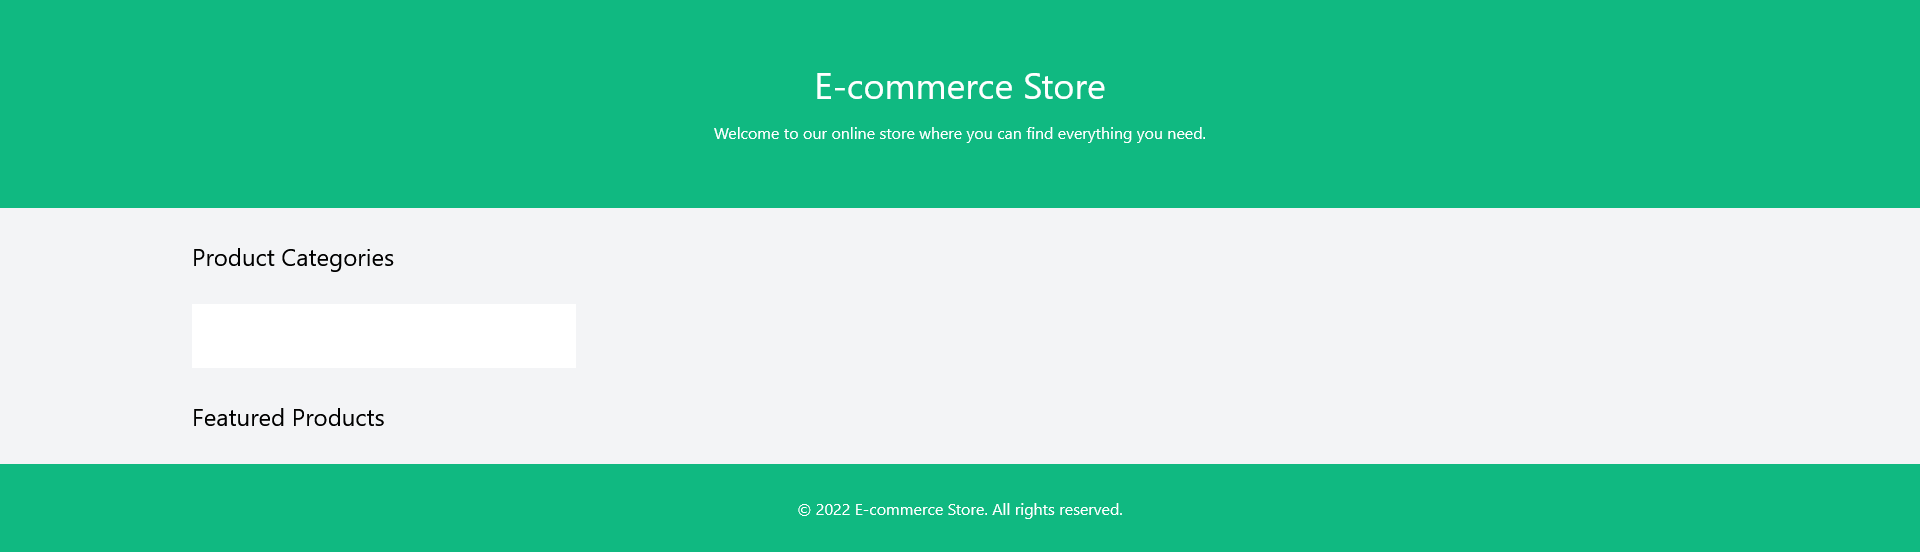 E-commerce Store
Welcome to our online store where you can find everything you need.
Product Categories
Featured Products
© 2022 E-commerce Store. All rights reserved.